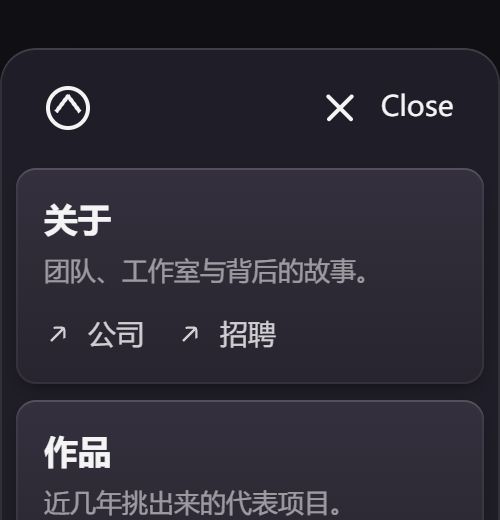 Close
关于
团队、工作室与背后的故事。
公司 招聘
作品
近几年挑出来的代表项目。